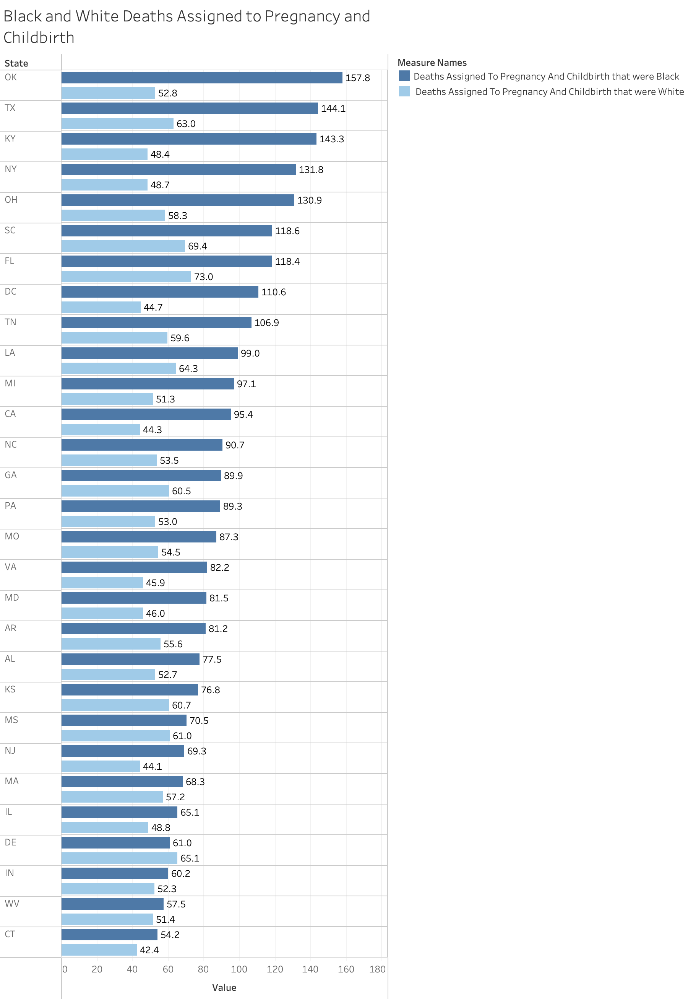 Black and White Deaths Assigned to Pregnancy and
Childbirth
State
Measure Names
Deaths Assigned To Pregnancy And Childbirth that were Black
Deaths Assigned To Pregnancy And Childbirth that were White
OK
157.8
52.8
TX
144.1
63.0
KY
143.3
48.4
NY
131.8
48.7
OH
130.9
58.3
SC
118.6
69.4
FL
118.4
73.0
DC
110.6
44.7
TN
106.9
59.6
LA
99.0
64.3
MI
97.1
51.3
CA
95.4
44.3
NC
90.7
53.5
GA
89.9
60.5
PA
89.3
53.0
MO
87.3
54.5
VA
82.2
45.9
MD
81.5
46.0
AR
81.2
55.6
AL
77.5
52.7
KS
76.8
60.7
MS
70.5
61.0
NJ
69.3
44.1
MA
68.3
57.2
IL
65.1
48.8
DE
61.0
65.1
IN
60.2
52.3
WV
57.5
51.4
CT
54.2
42.4
0 20 40 60 80 100 120 140 160 180
Value